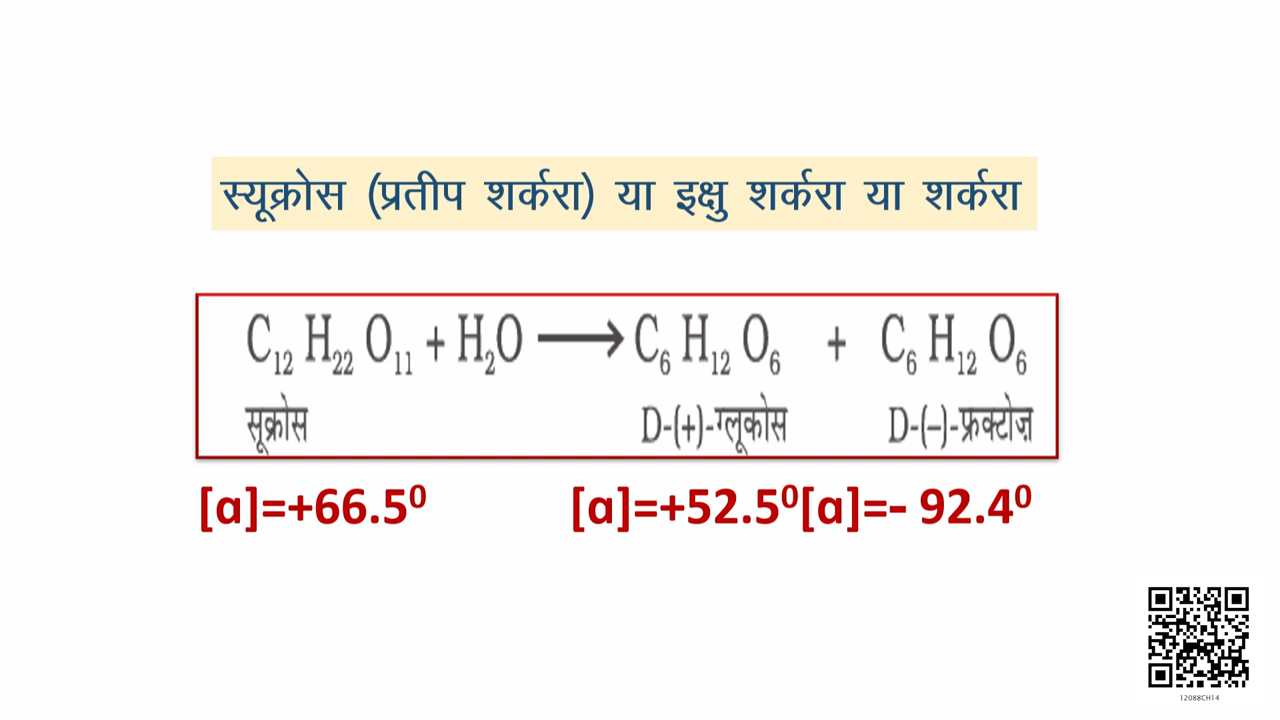 स्यूक्रोस (प्रतीप शर्करा) या इक्षु शर्करा या शर्करा
C₁₂ H₂₂ O₁₁ + H₂O ⟶ C₆ H₁₂ O₆ + C₆ H₁₂ O₆
सूक्रोस D-(+)-ग्लूकोस D-(–)-फ्रक्टोज़
[α]=+66.5⁰ [α]=+52.5⁰[α]=- 92.4⁰
12088CH14